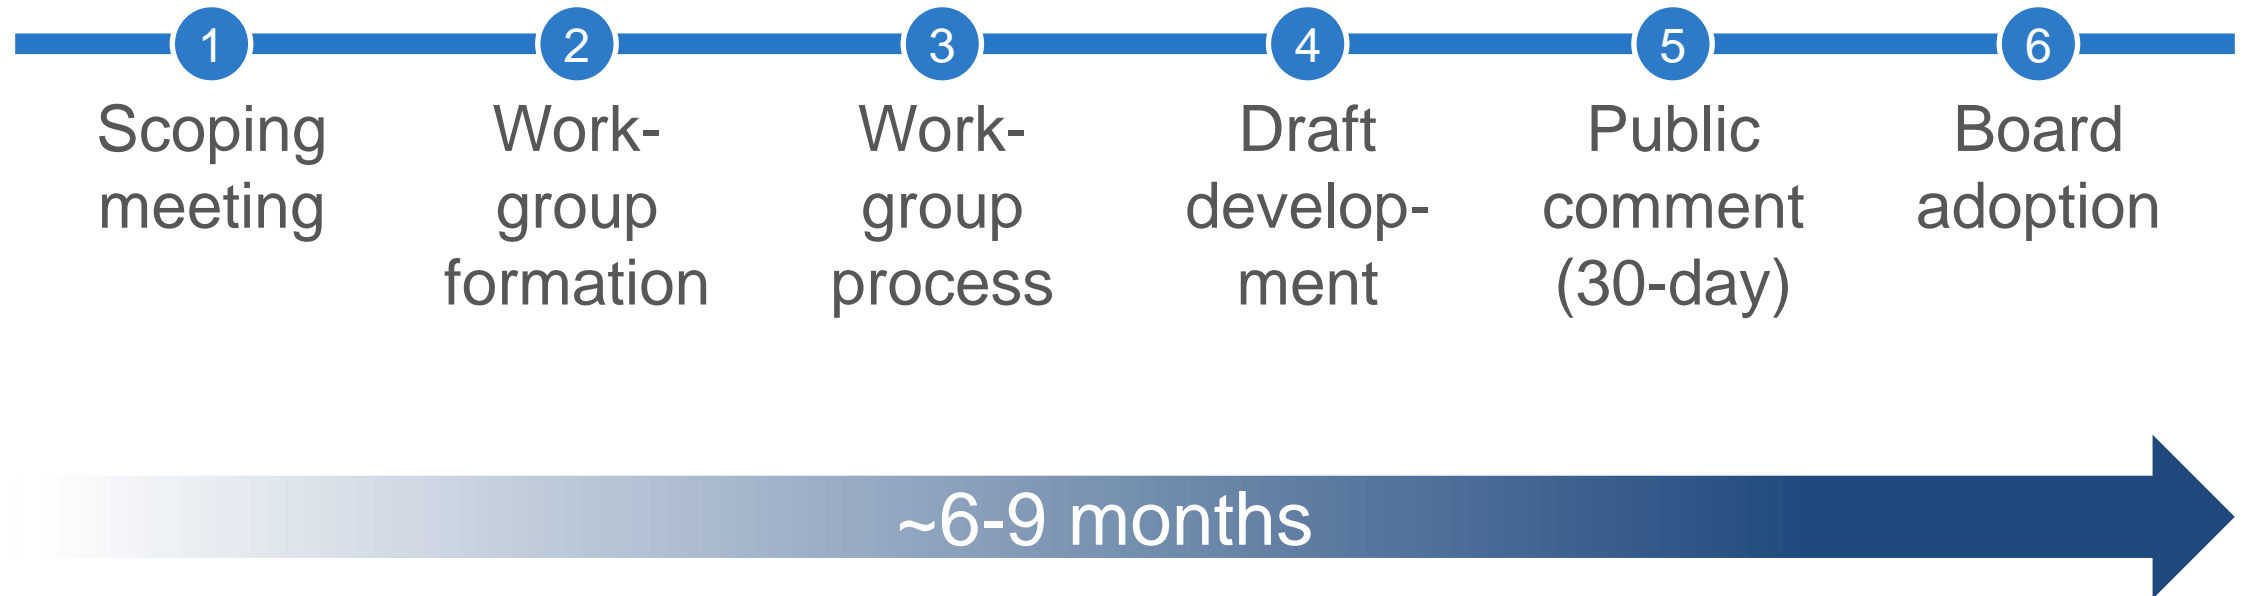 1 2 3 4 5 6
Scoping
meeting
Work-
group
formation
Work-
group
process
Draft
develop-
ment
Public
comment
(30-day)
Board
adoption
~6-9 months